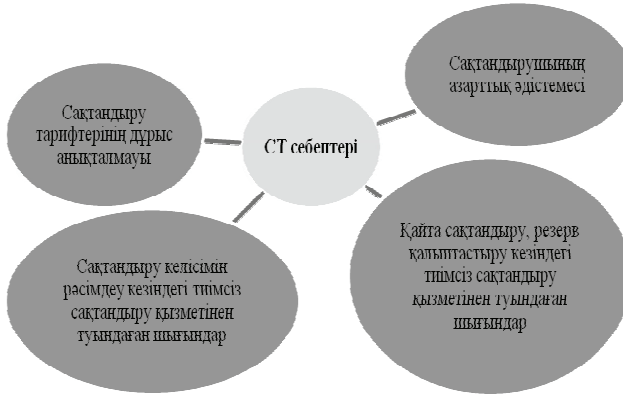 Сақтандырушының
азарттық әдістемесі
Сақтандыру
тарифтерінің дұрыс
анықталмауы
СТ себептері
Қайта сақтандыру, резерв
қалыптастыру кезіндегі
тиімсіз сақтандыру
қызметінен туындаған
шығындар
Сақтандыру келісімін
рәсімдеу кезіндегі тиімсіз
сақтандыру қызметінен
туындаған шығындар